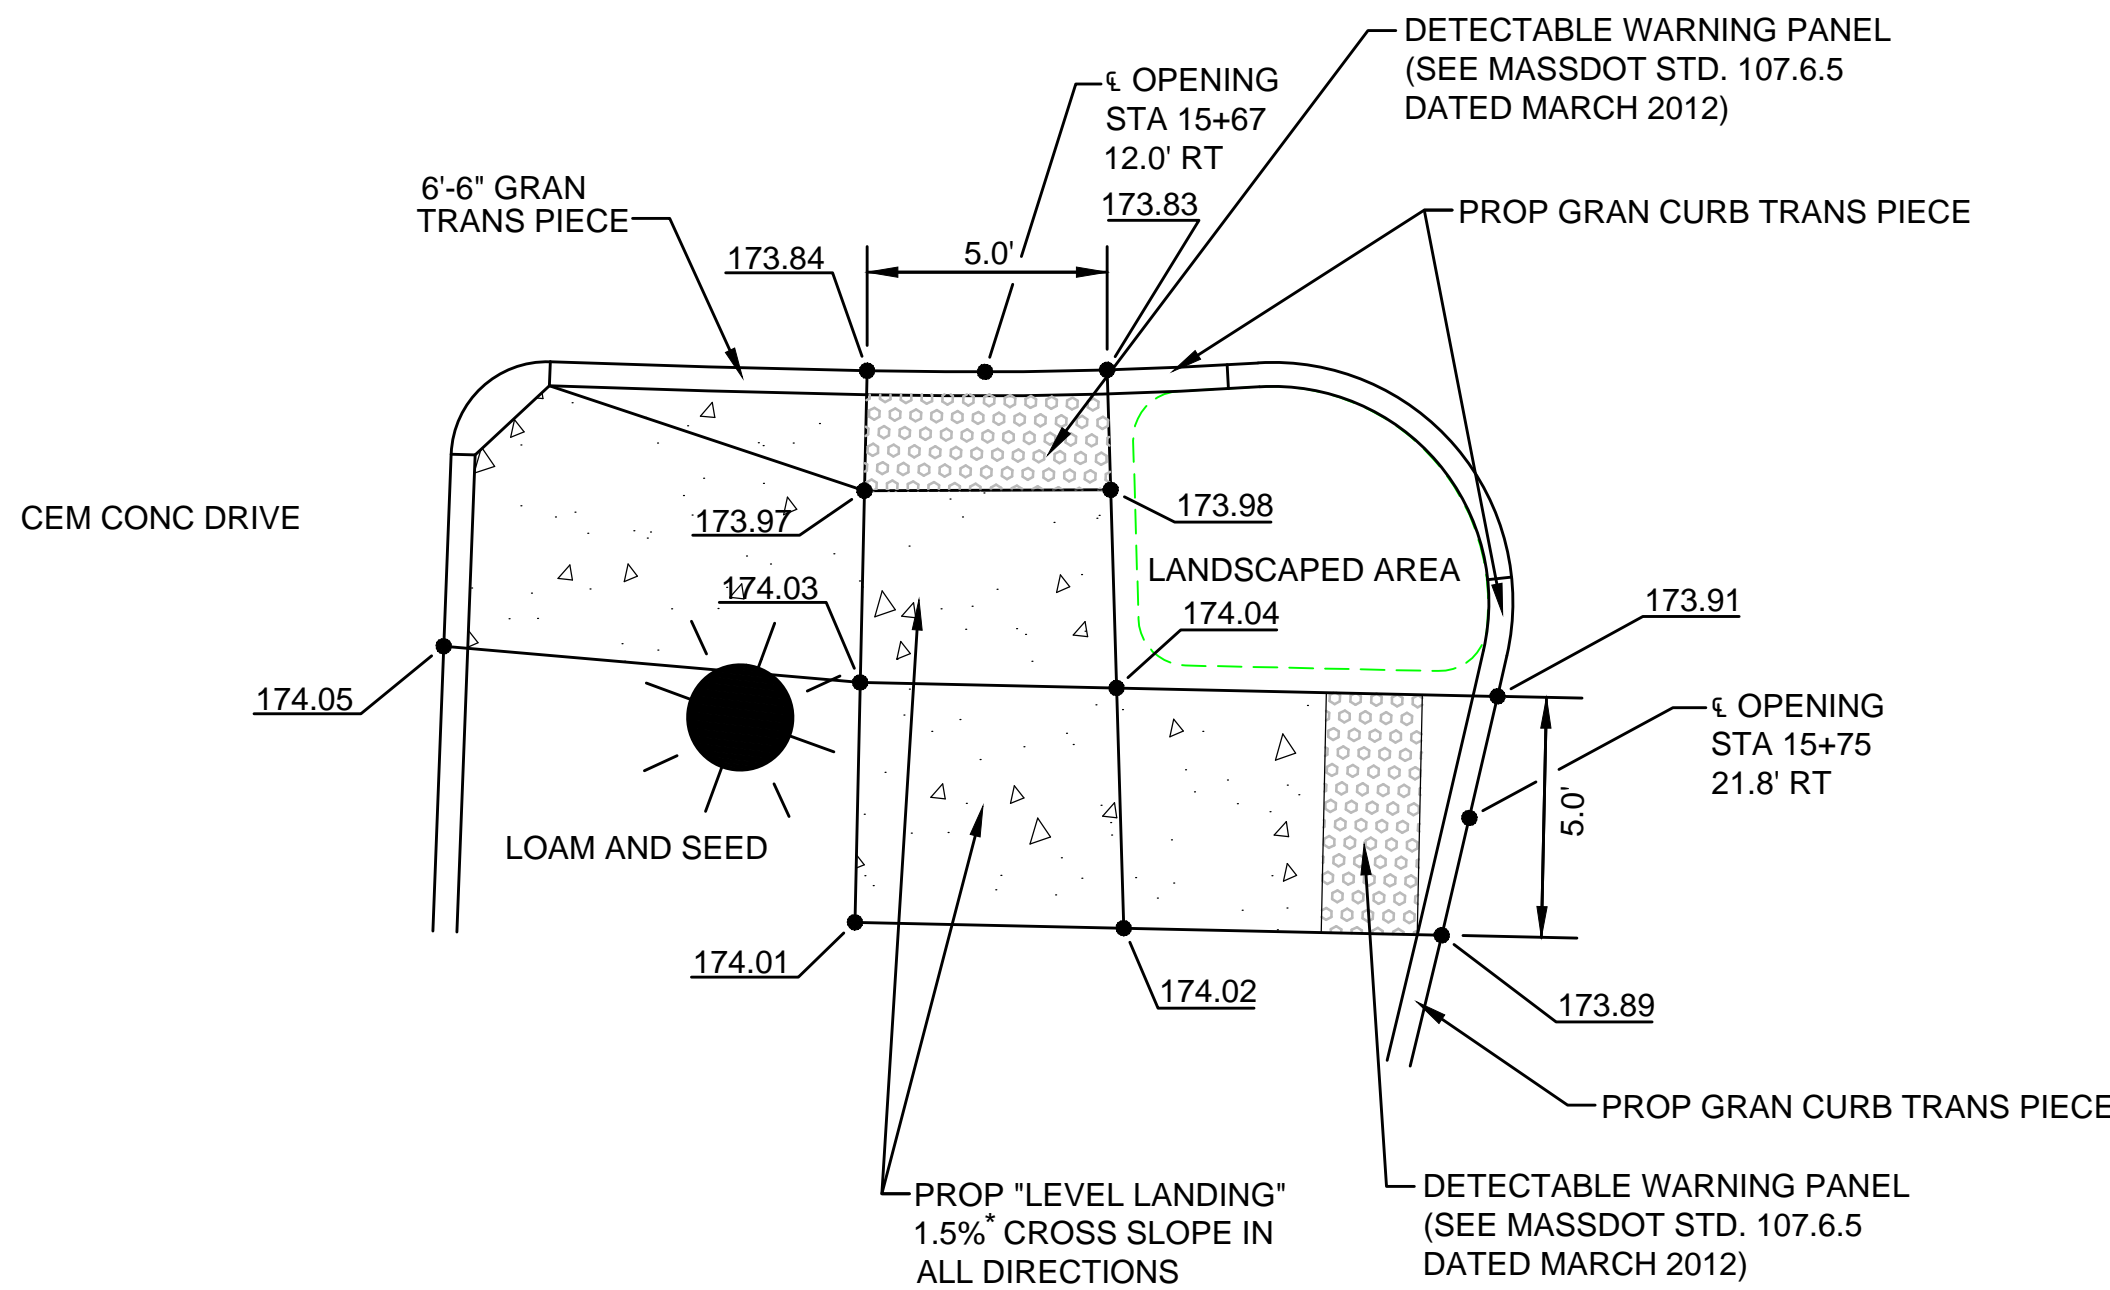 DETECTABLE WARNING PANEL
(SEE MASSDOT STD. 107.6.5
DATED MARCH 2012)
℄ OPENING
STA 15+67
12.0' RT
6'-6" GRAN
TRANS PIECE
173.83
PROP GRAN CURB TRANS PIECE
173.84
5.0'
CEM CONC DRIVE
173.97
173.98
LANDSCAPED AREA
174.03
174.04
173.91
174.05
℄ OPENING
STA 15+75
21.8' RT
5.0'
LOAM AND SEED
174.01
174.02
173.89
PROP GRAN CURB TRANS PIECE
PROP "LEVEL LANDING"
1.5%* CROSS SLOPE IN
ALL DIRECTIONS
DETECTABLE WARNING PANEL
(SEE MASSDOT STD. 107.6.5
DATED MARCH 2012)